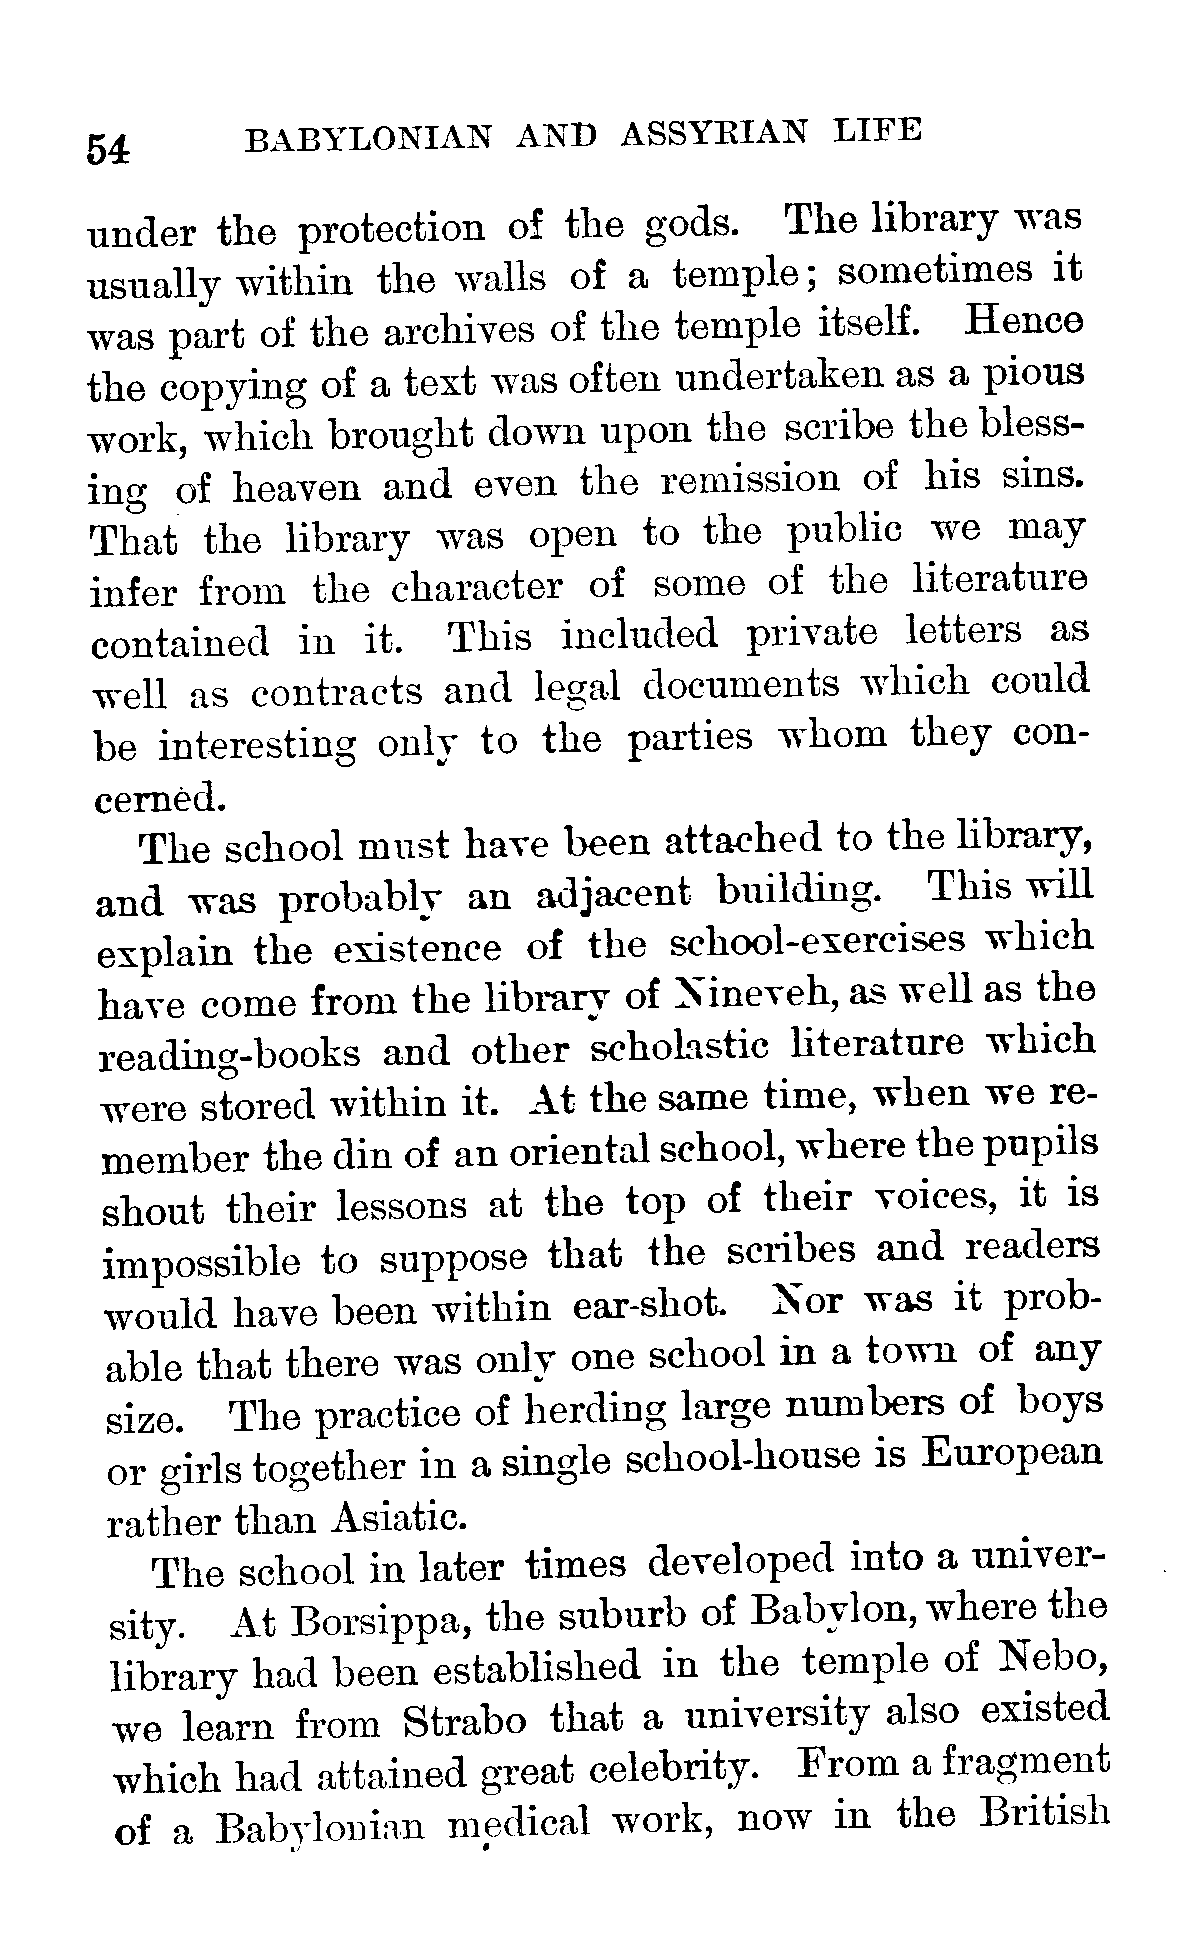 54 BABYLONIAN AND ASSYRIAN LIFE
under the protection of the gods. The library was
usually within the walls of a temple; sometimes it
was part of the archives of the temple itself. Hence
the copying of a text was often undertaken as a pious
work, which brought down upon the scribe the bless-
ing of heaven and even the remission of his sins.
That the library was open to the public we may
infer from the character of some of the literature
contained in it. This included private letters as
well as contracts and legal documents which could
be interesting only to the parties whom they con-
cerned.
The school must have been attached to the library,
and was probably an adjacent building. This will
explain the existence of the school-exercises which
have come from the library of Nineveh, as well as the
reading-books and other scholastic literature which
were stored within it. At the same time, when we re-
member the din of an oriental school, where the pupils
shout their lessons at the top of their voices, it is
impossible to suppose that the scribes and readers
would have been within ear-shot. Nor was it prob-
able that there was only one school in a town of any
size. The practice of herding large numbers of boys
or girls together in a single school-house is European
rather than Asiatic.
The school in later times developed into a univer-
sity. At Borsippa, the suburb of Babylon, where the
library had been established in the temple of Nebo,
we learn from Strabo that a university also existed
which had attained great celebrity. From a fragment
of a Babylonian medical work, now in the British